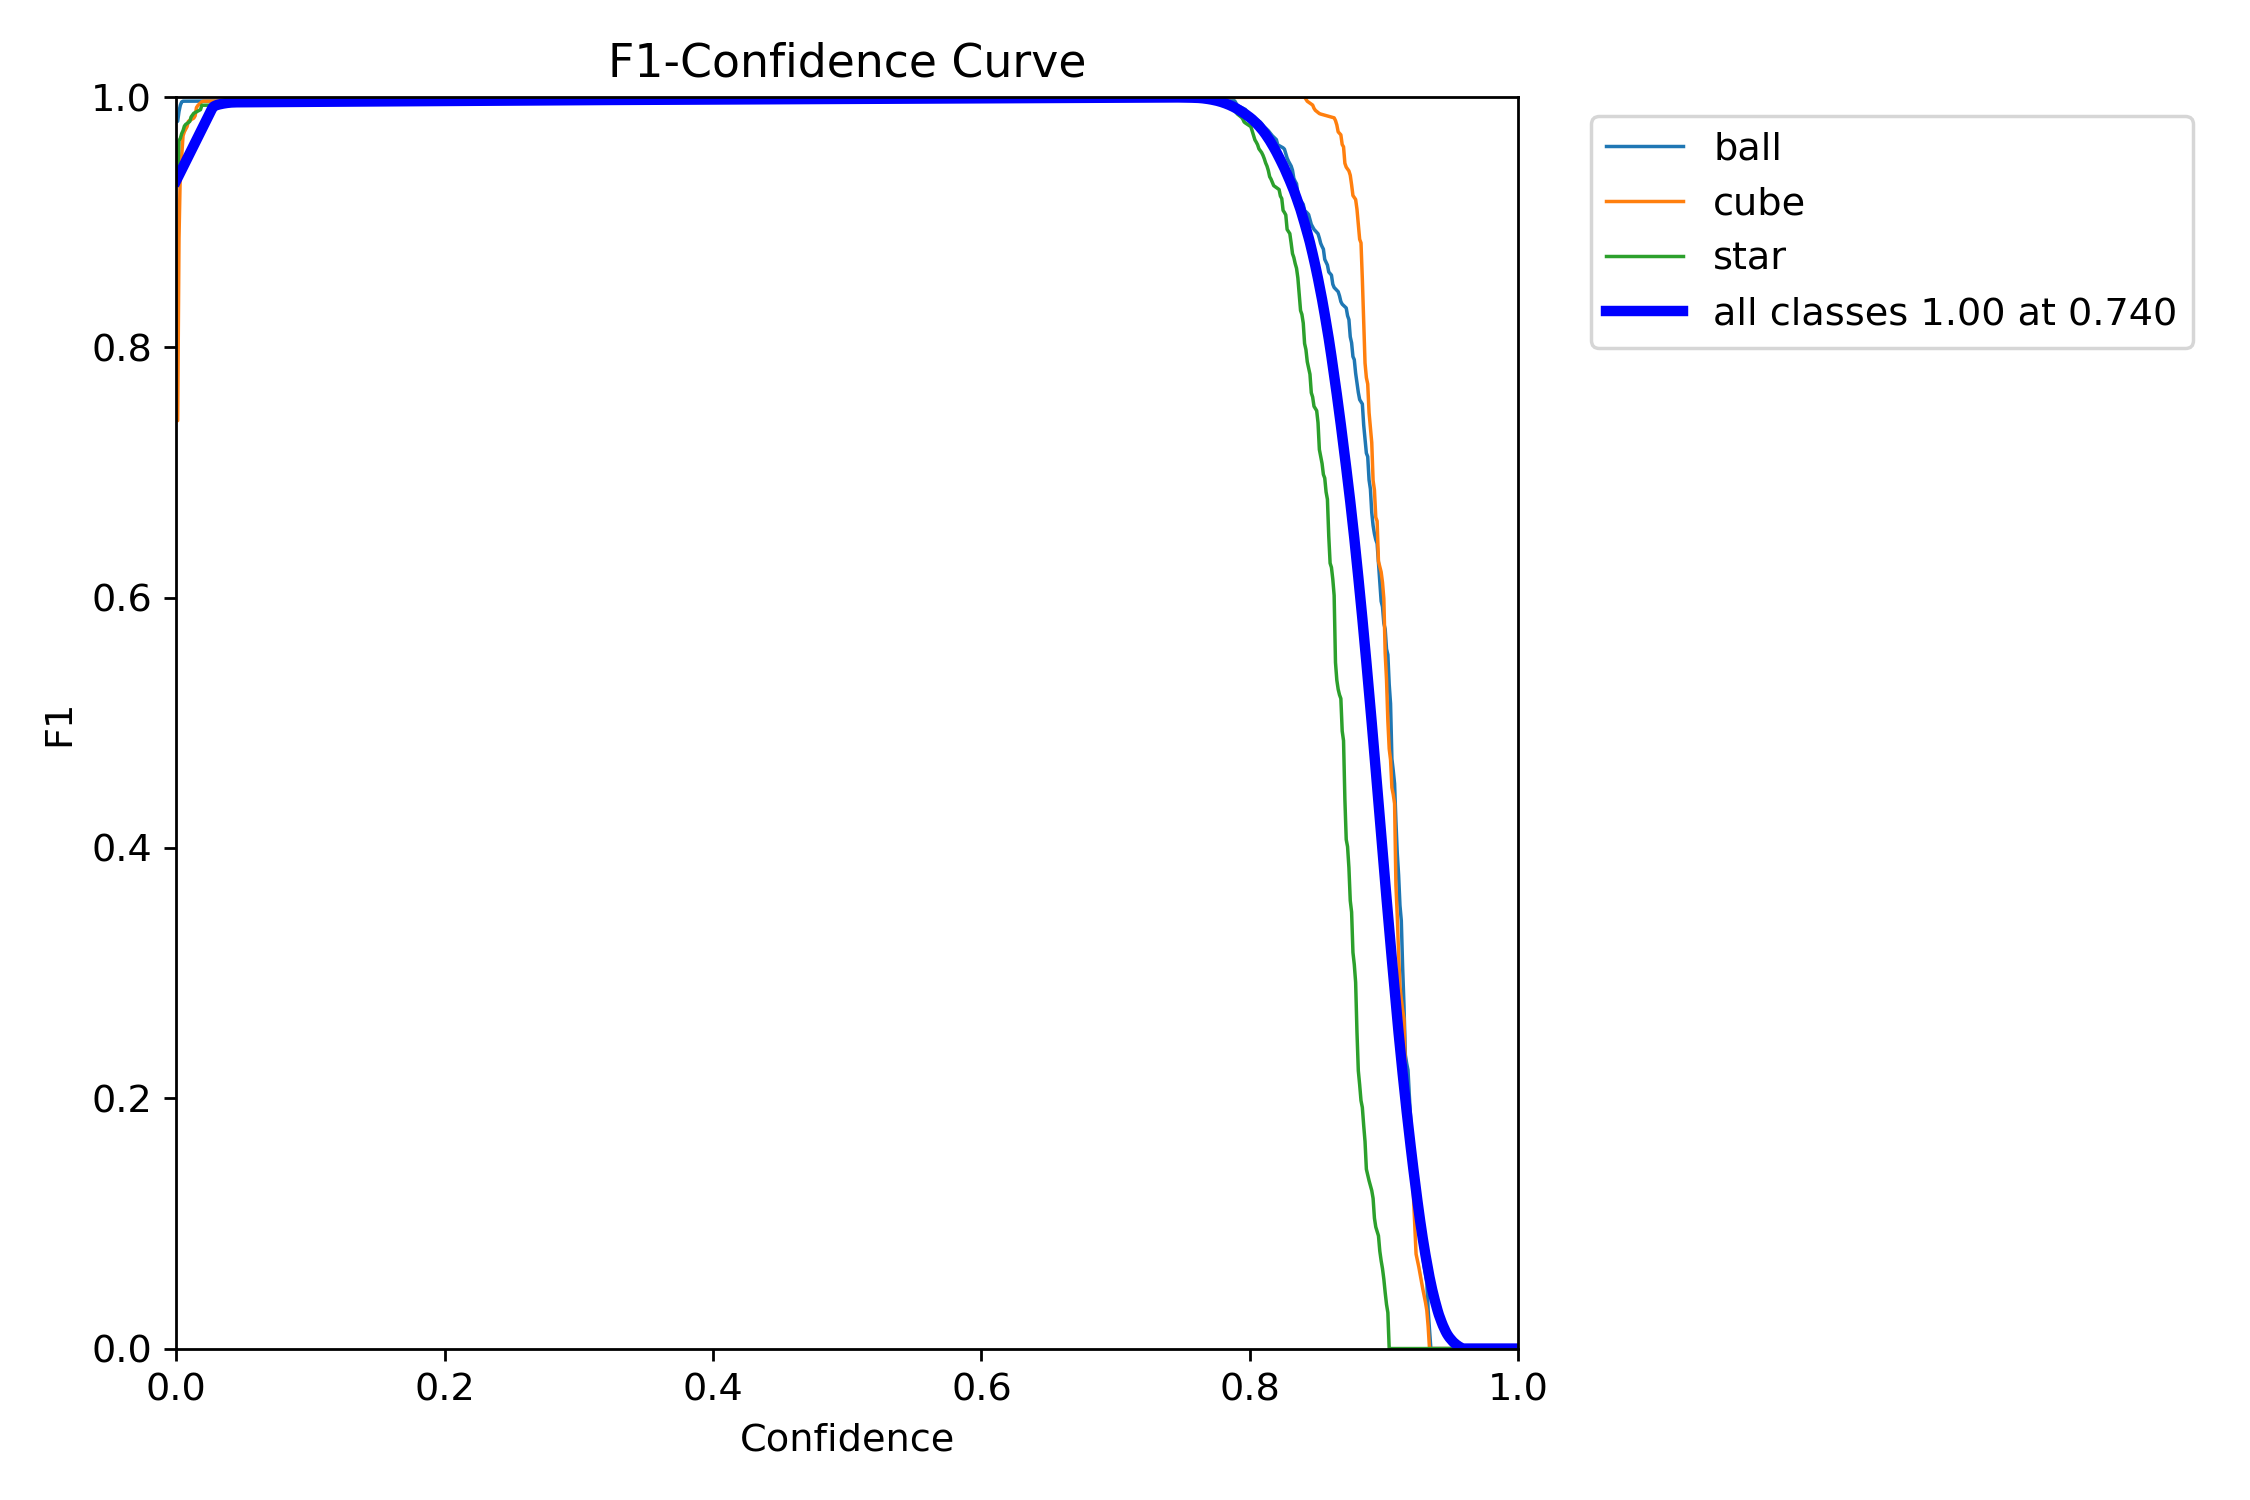 F1-Confidence Curve
1.0
0.8
0.6
0.4
0.2
0.0
F1
0.0 0.2 0.4 0.6 0.8 1.0
Confidence
ball
cube
star
all classes 1.00 at 0.740